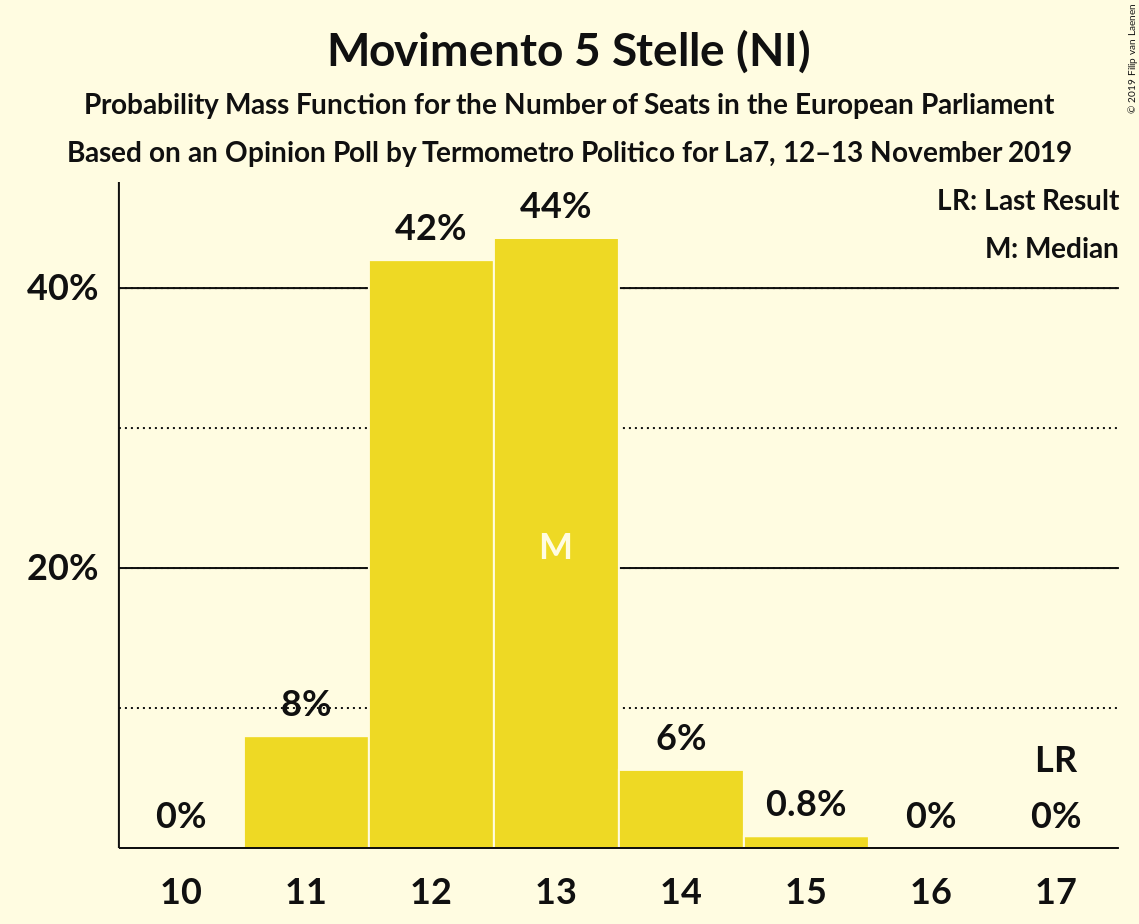 Movimento 5 Stelle (NI)
Probability Mass Function for the Number of Seats in the European Parliament
Based on an Opinion Poll by Termometro Politico for La7, 12–13 November 2019
© 2019 Filip van Laenen
LR: Last Result
M: Median
44%
42%
40%
M
20%
8%
6%
LR
0.8%
0%
0%
0%
10 11 12 13 14 15 16 17